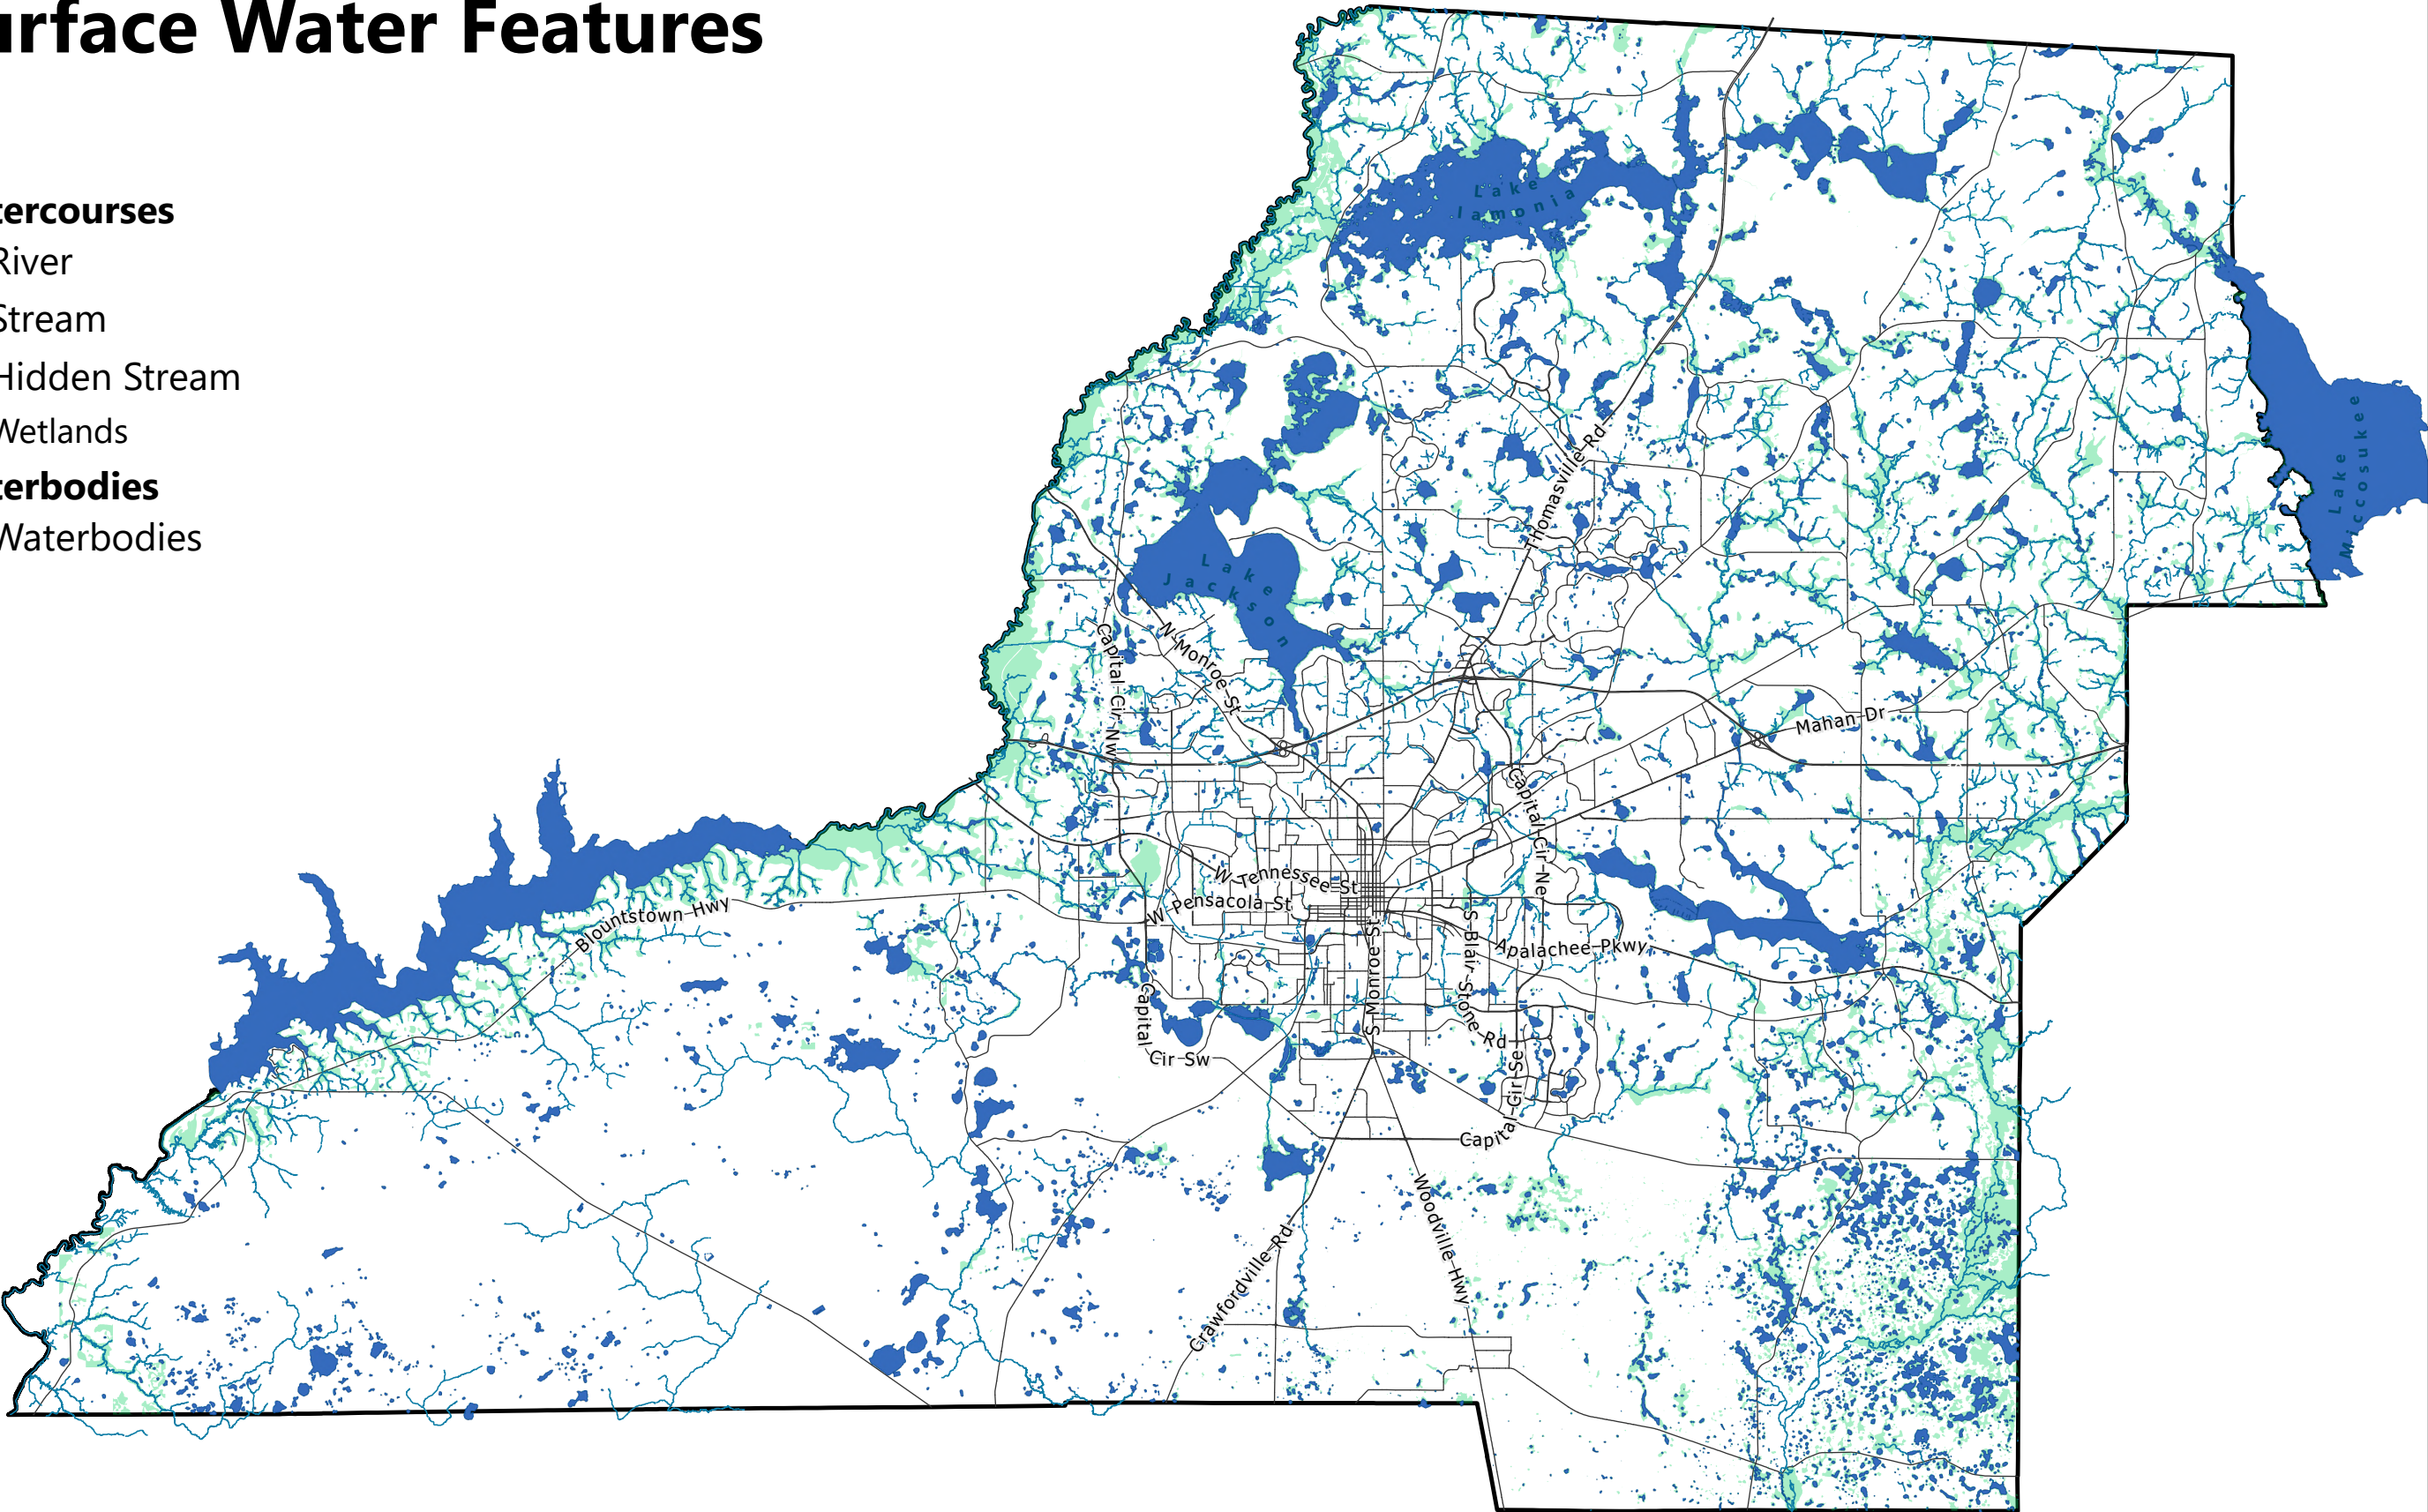 urface Water Features
tercourses
River
Stream
Hidden Stream
Wetlands
terbodies
Waterbodies
Lake
Iamonia
Lake
Miccosukee
Lake
Jackson
Thomasville Rd
N Monroe St
Capital Cir Nw
Mahan Dr
Capital Cir Ne
W Tennessee St
W Pensacola St
Blountstown Hwy
S Monroe St
S Blair Stone Rd
Apalachee Pkwy
Capital Cir Sw
Capital Cir Se
Woodville Hwy
Crawfordville Rd